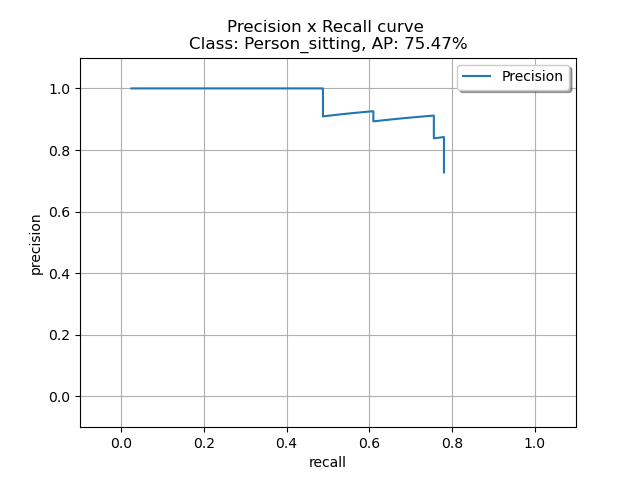 Precision x Recall curve
Class: Person_sitting, AP: 75.47%
Precision
1.0
0.8
0.6
0.4
0.2
0.0
precision
0.0 0.2 0.4 0.6 0.8 1.0
recall